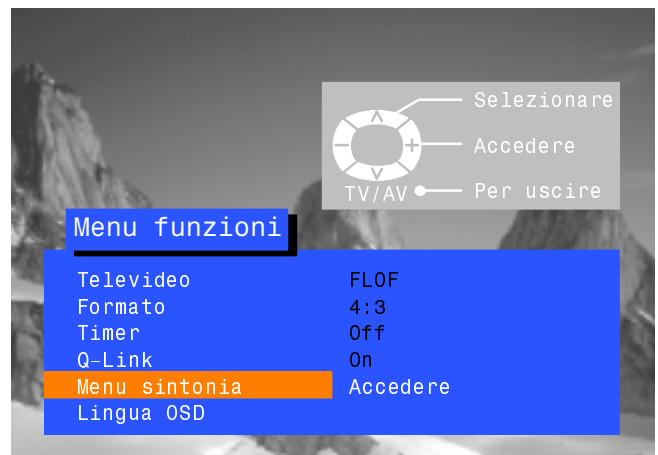 Selezionare
Accedere
TV/AV Per uscire
Menu funzioni
Televideo FLOF
Formato 4:3
Timer Off
Q-Link On
Menu sintonia Accedere
Lingua OSD